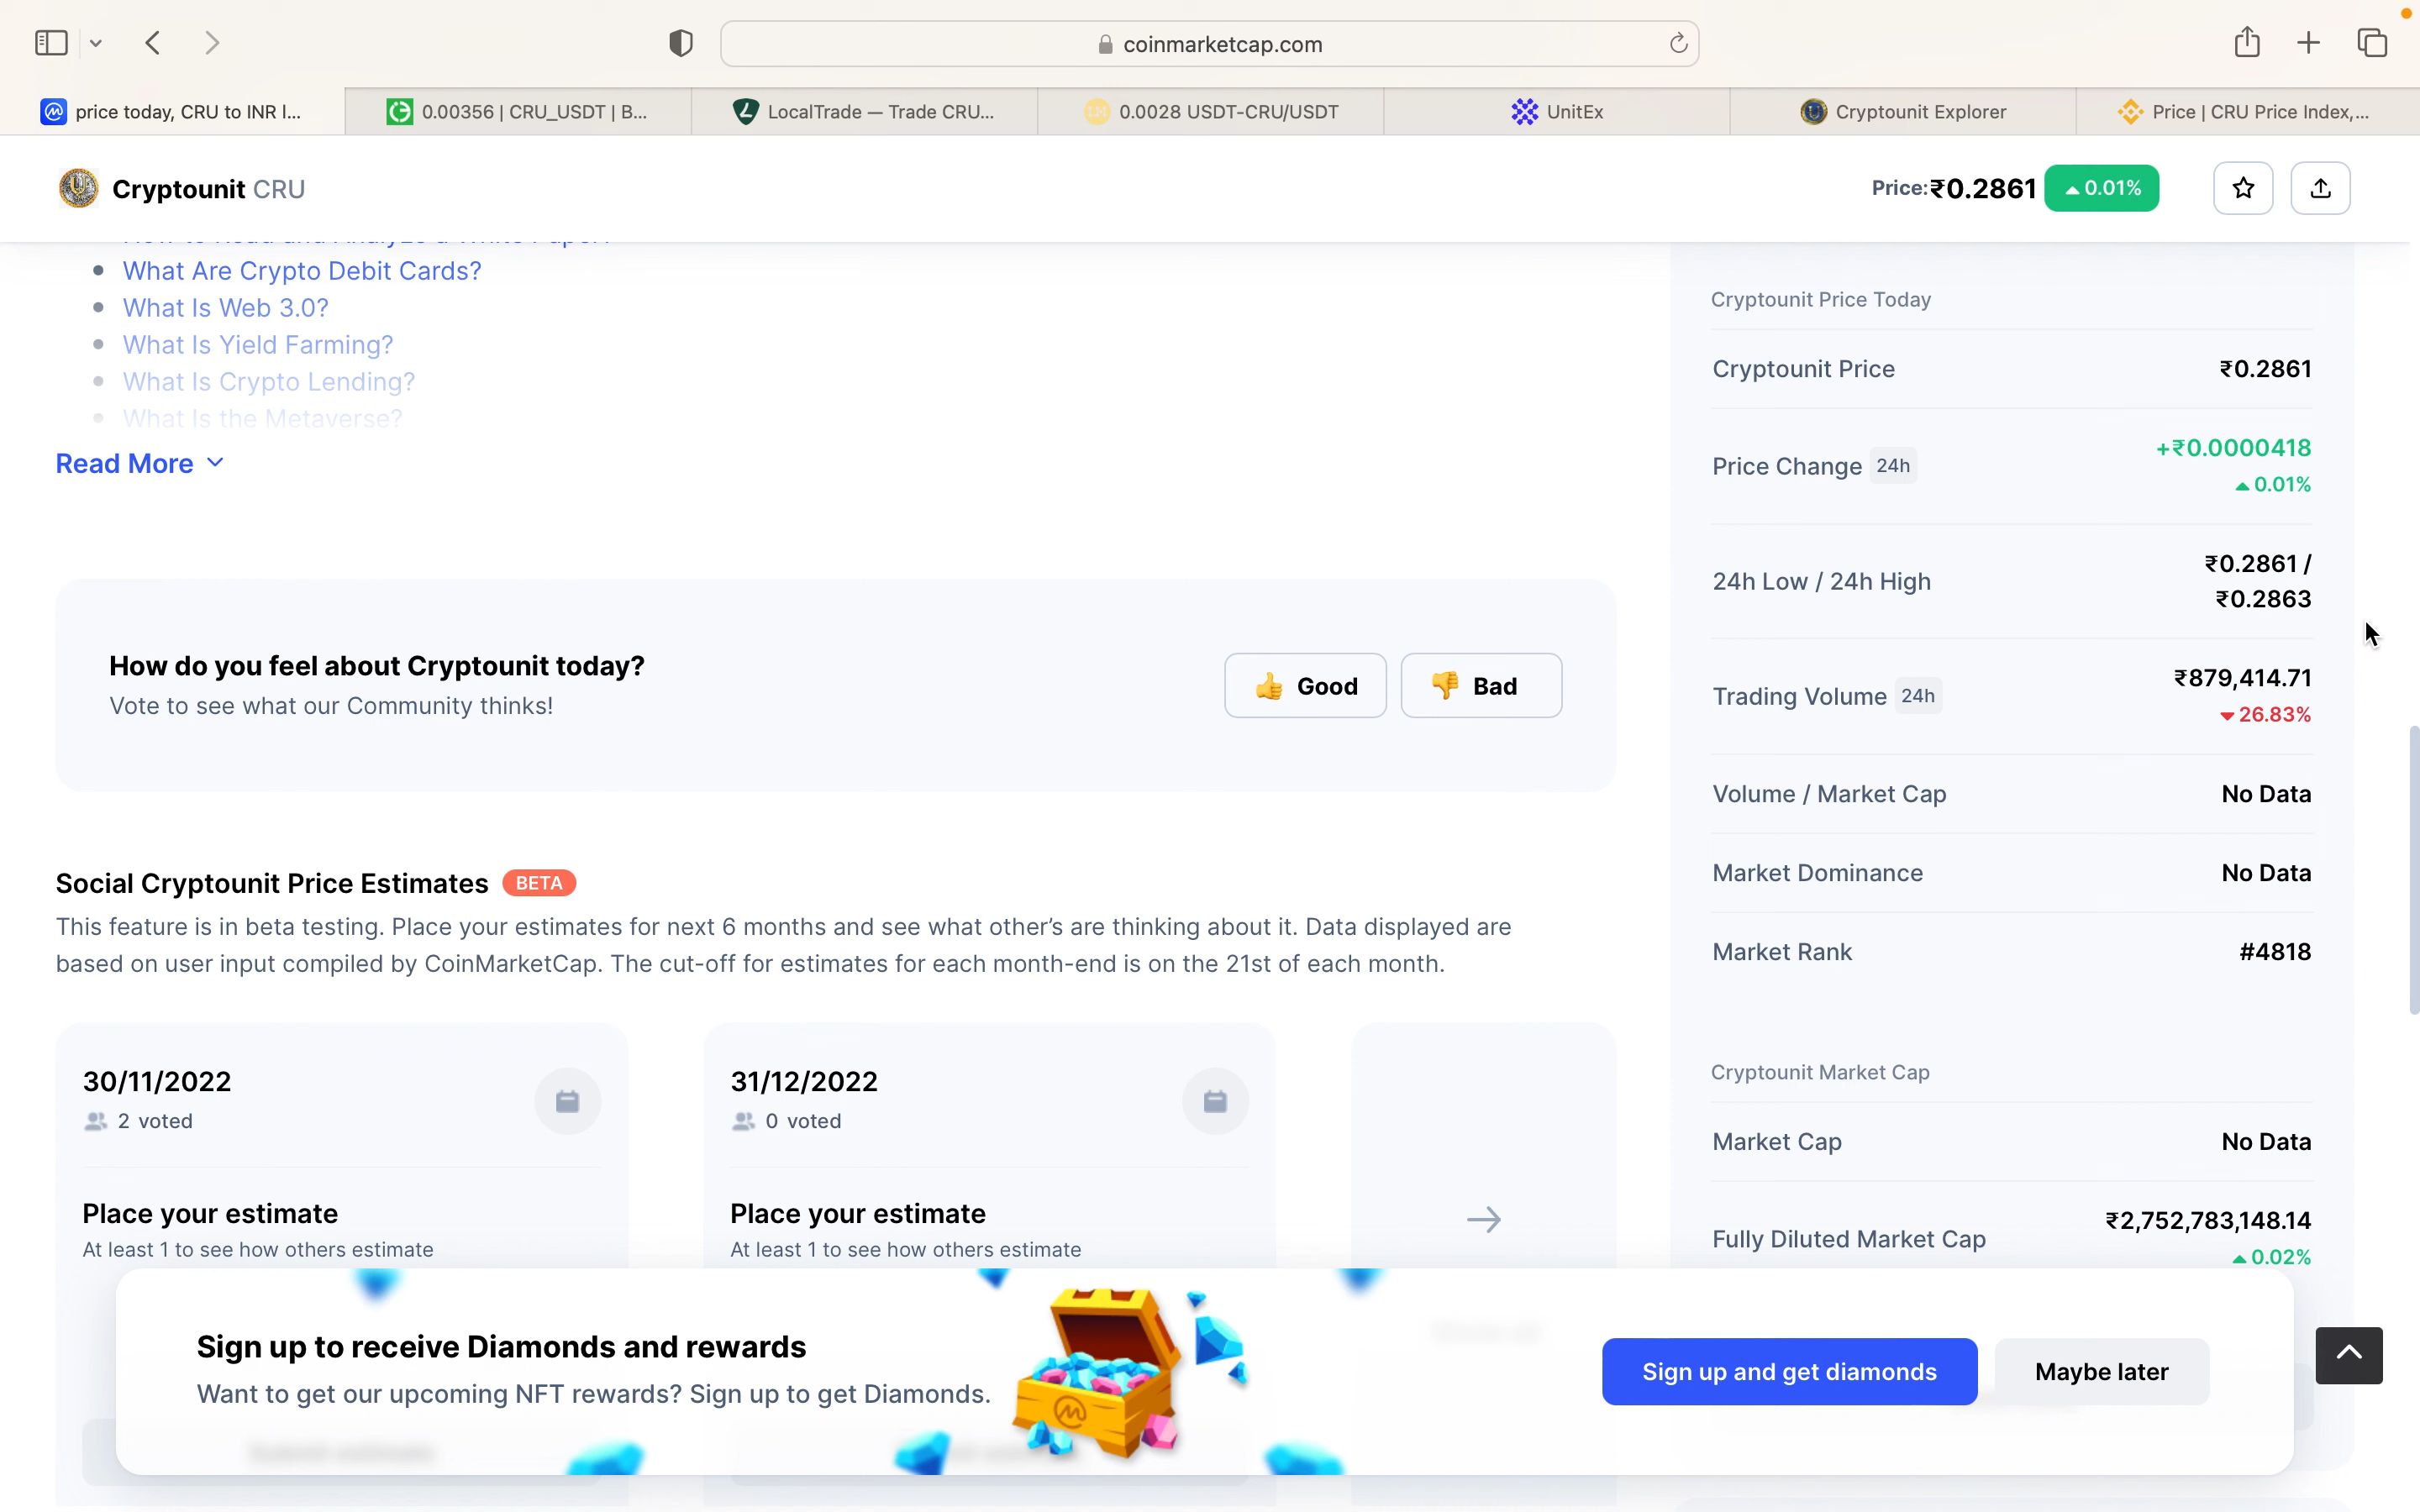 coinmarketcap.com
price today, CRU to INR l...
0.00356 | CRU_USDT | B...
LocalTrade — Trade CRU...
0.0028 USDT-CRU/USDT
UnitEx
Cryptounit Explorer
Price | CRU Price Index,...
Cryptounit CRU
Price:₹0.2861
0.01%
How to Read and Analyze a White Paper?
What Are Crypto Debit Cards?
What Is Web 3.0?
What Is Yield Farming?
What Is Crypto Lending?
What Is the Metaverse?
Read More
How do you feel about Cryptounit today?
Vote to see what our Community thinks!
Good
Bad
Social Cryptounit Price Estimates BETA
This feature is in beta testing. Place your estimates for next 6 months and see what other's are thinking about it. Data displayed are
based on user input compiled by CoinMarketCap. The cut-off for estimates for each month-end is on the 21st of each month.
30/11/2022
2 voted
Place your estimate
At least 1 to see how others estimate
31/12/2022
0 voted
Place your estimate
At least 1 to see how others estimate
Cryptounit Price Today
Cryptounit Price ₹0.2861
Price Change 24h +₹0.0000418
0.01%
24h Low / 24h High ₹0.2861 /
₹0.2863
Trading Volume 24h ₹879,414.71
26.83%
Volume / Market Cap No Data
Market Dominance No Data
Market Rank #4818
Cryptounit Market Cap
Market Cap No Data
Fully Diluted Market Cap ₹2,752,783,148.14
0.02%
Sign up to receive Diamonds and rewards
Want to get our upcoming NFT rewards? Sign up to get Diamonds.
Sign up and get diamonds
Maybe later